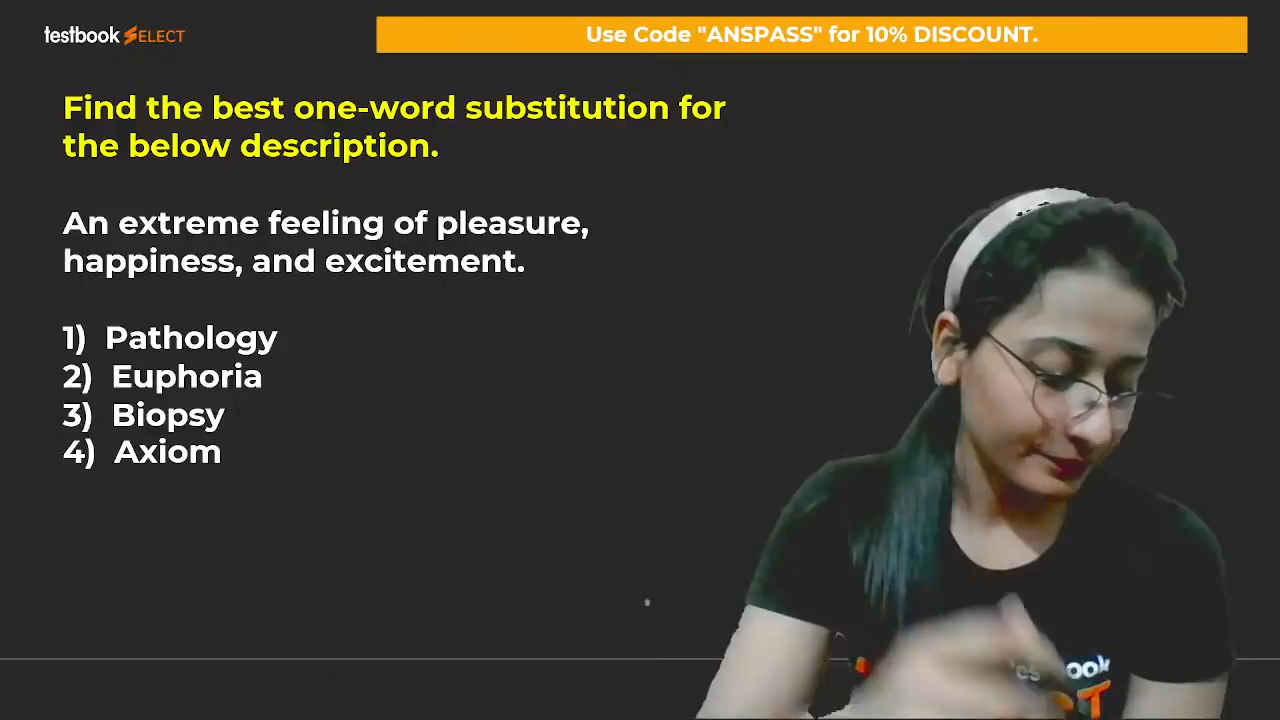 testbook SELECT
Use Code "ANSPASS" for 10% DISCOUNT.
Find the best one-word substitution for
the below description.
An extreme feeling of pleasure,
happiness, and excitement.
1) Pathology
2) Euphoria
3) Biopsy
4) Axiom